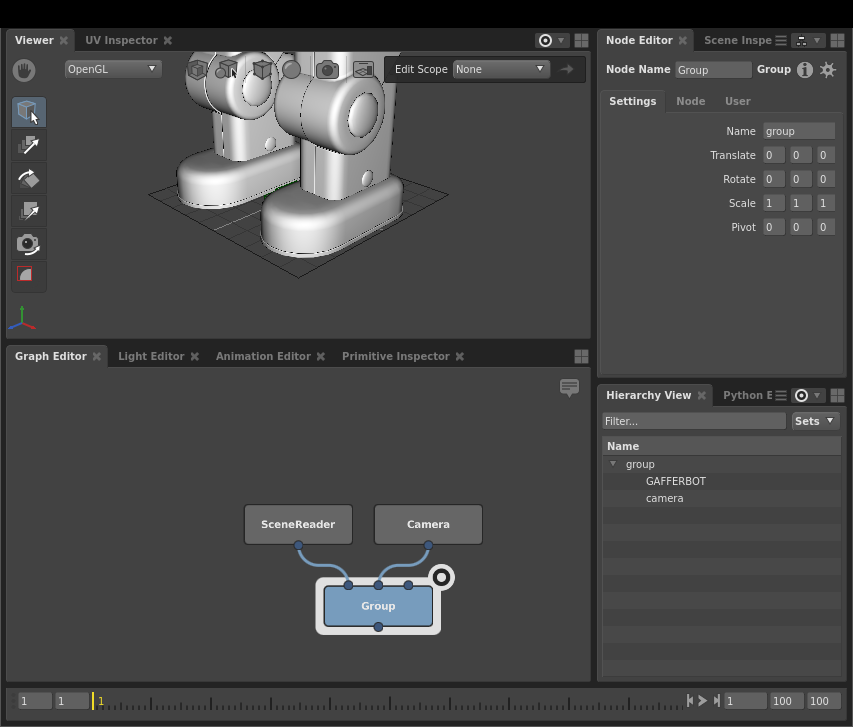 Viewer
UV Inspector
OpenGL
Edit Scope
None
Node Editor
Scene Inspe
Node Name
Group
Group
Settings
Node
User
Name
group
Translate
0
0
0
Rotate
0
0
0
Scale
1
1
1
Pivot
0
0
0
Graph Editor
Light Editor
Animation Editor
Primitive Inspector
SceneReader
Camera
Group
Hierarchy View
Python E
Filter...
Sets
Name
group
GAFFERBOT
camera
1
1
1
1
100
100